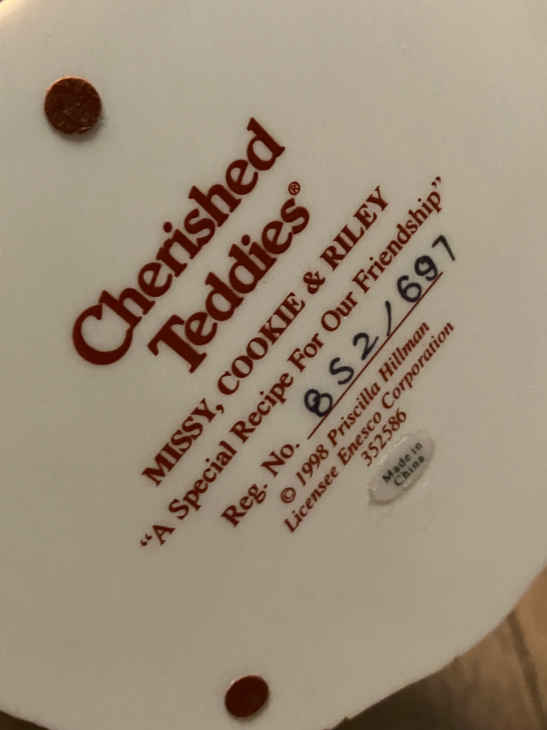 Cherished
Teddies®
MISSY, COOKIE & RILEY
“A Special Recipe For Our Friendship”
Reg. No. 852/697
© 1998 Priscilla Hillman
Licensee Enesco Corporation
352586
Made in
China